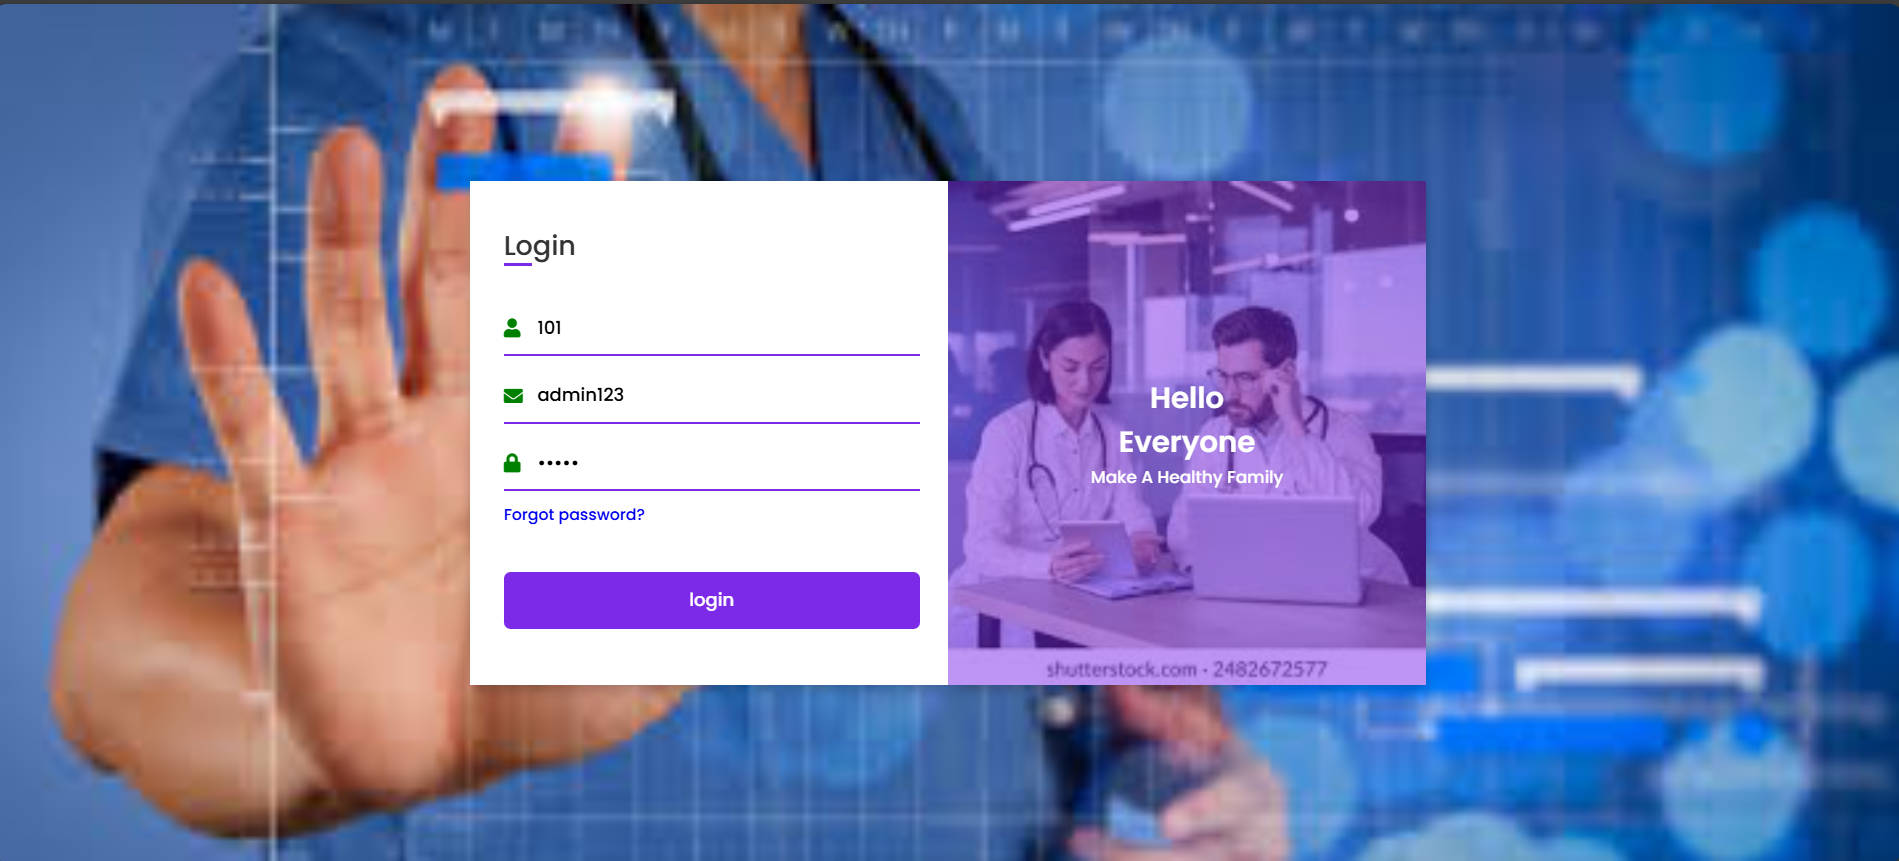 Login
101
admin123
•••••
Forgot password?
login
Hello
Everyone
Make A Healthy Family
shutterstock.com · 2482672577